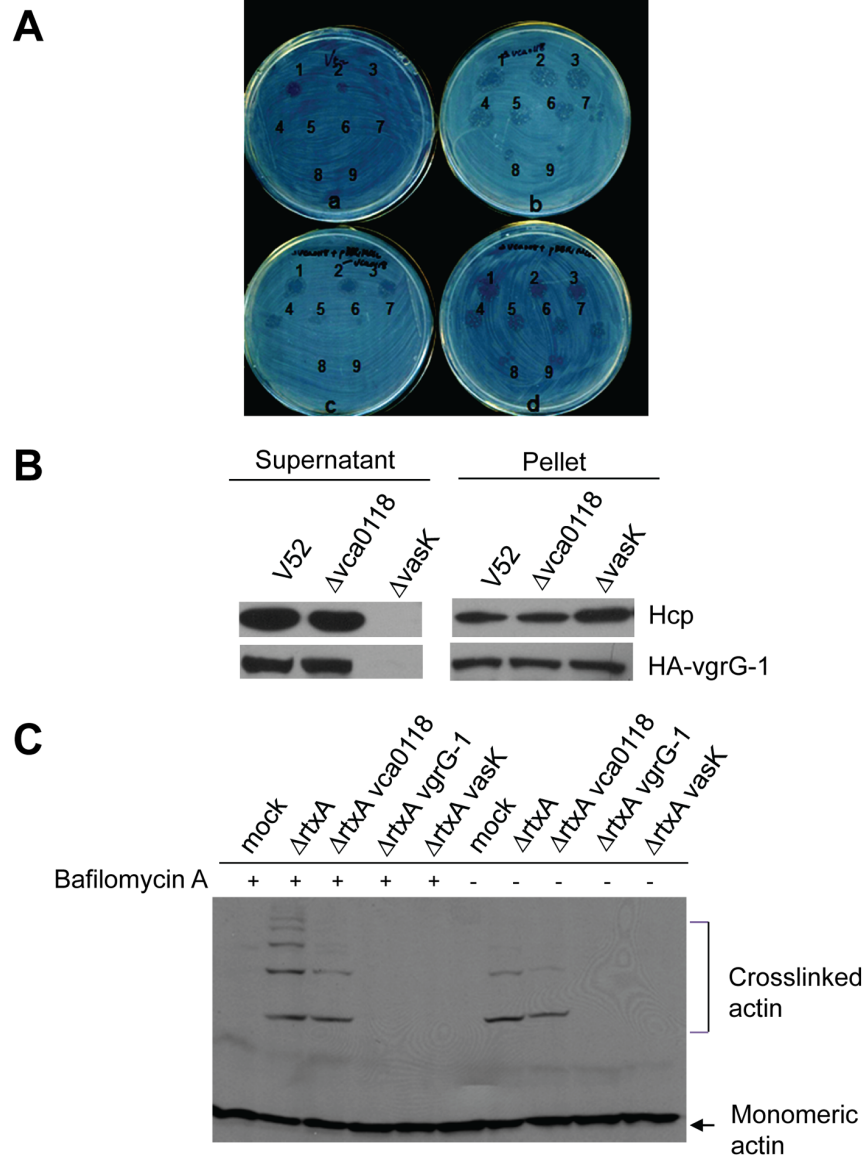 A
1 2 3
4 5 6 7
8 9
a
2 3
4 5 6 7
8 9
b
1 2 3
4 5 6 7
8 9
c
1 2 3
4 5 6 7
8 9
d
B
Supernatant Pellet
V52 Δvca0118 ΔvasK V52 Δvca0118 ΔvasK
Hcp
HA-vgrG-1
C
mock ΔrtxA ΔrtxA vca0118 ΔrtxA vgrG-1 ΔrtxA vasK mock ΔrtxA ΔrtxA vca0118 ΔrtxA vgrG-1 ΔrtxA vasK
Bafilomycin A + + + + + - - - - -
Crosslinked
actin
Monomeric
actin